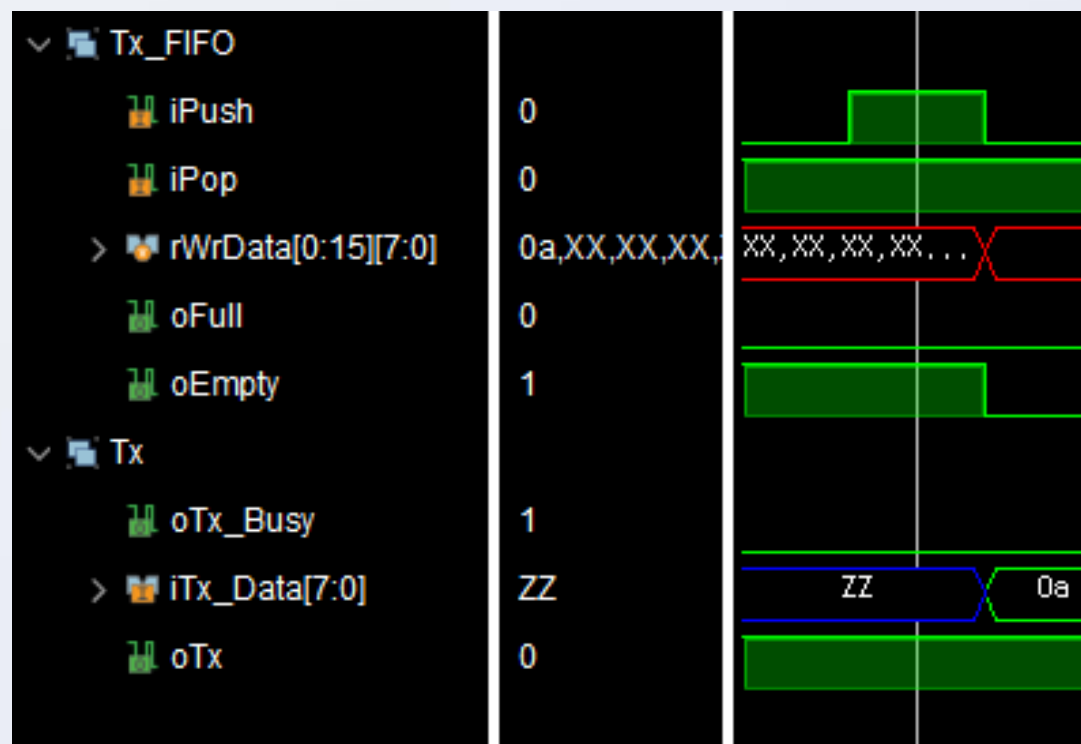 Tx_FIFO
iPush 0
iPop 0
rWrData[0:15][7:0] 0a,XX,XX,XX, XX,XX,XX,XX...
oFull 0
oEmpty 1
Tx
oTx_Busy 1
iTx_Data[7:0] ZZ ZZ 0a
oTx 0